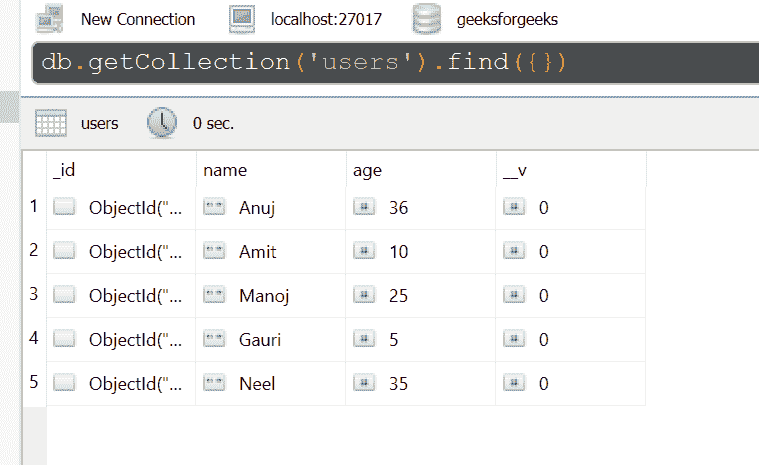 New Connection localhost:27017 geeksforgeeks
db.getCollection('users').find({})
users 0 sec.
_id name age __v
1 ObjectId("... Anuj 36 0
2 ObjectId("... Amit 10 0
3 ObjectId("... Manoj 25 0
4 ObjectId("... Gauri 5 0
5 ObjectId("... Neel 35 0